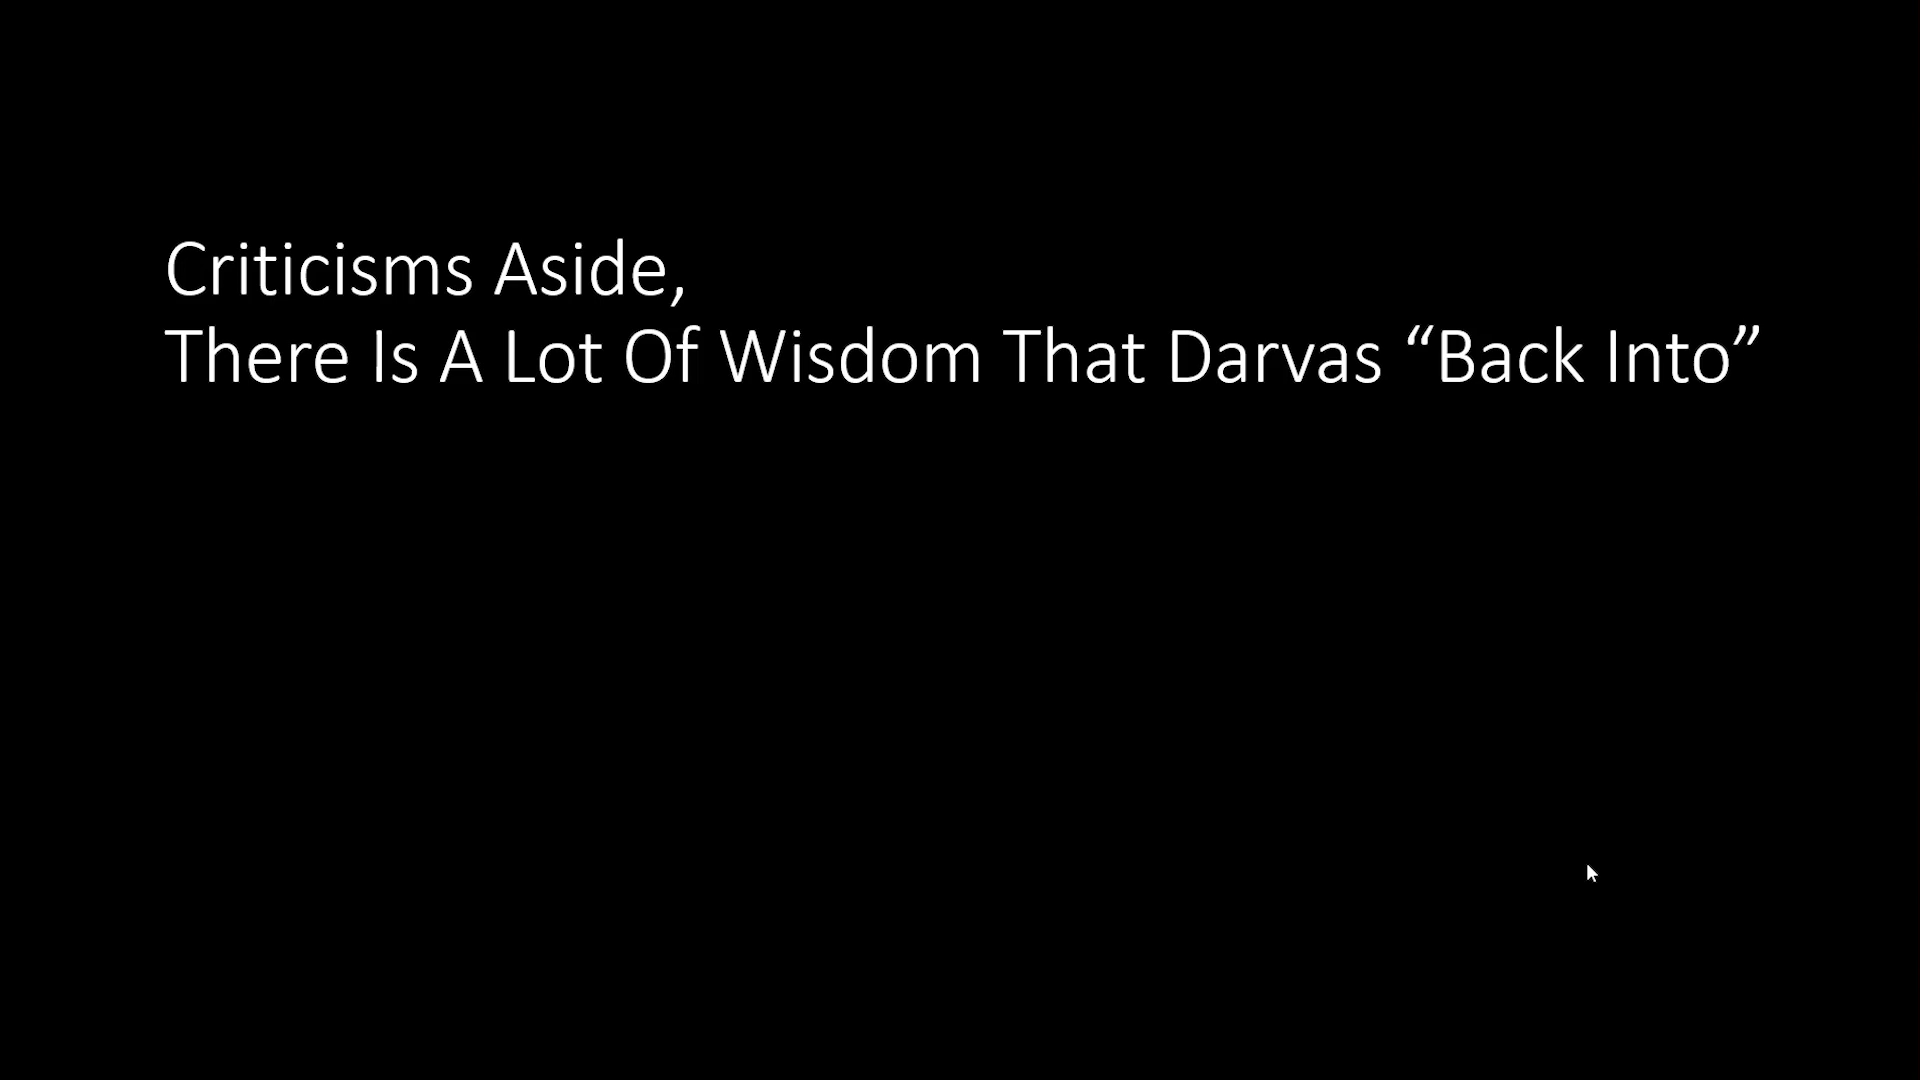 Criticisms Aside,
There Is A Lot Of Wisdom That Darvas “Back Into”